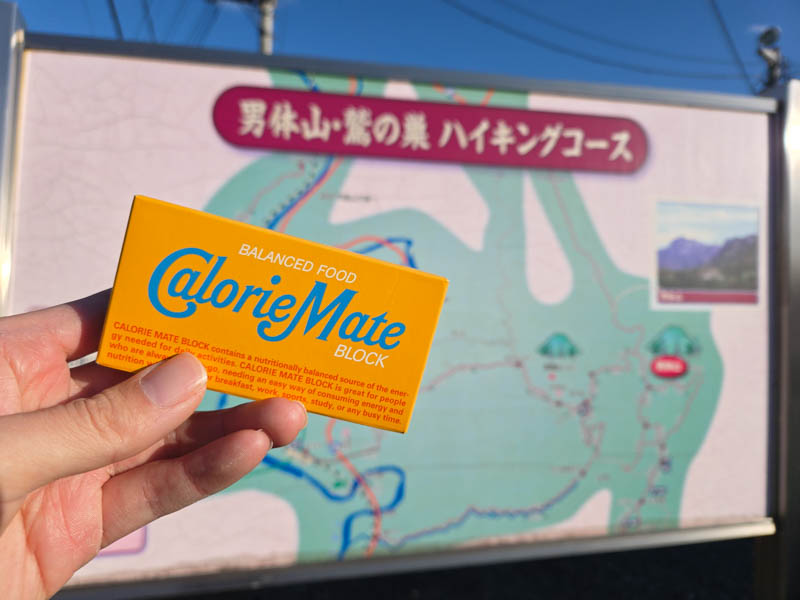 男体山・鷲の巣 ハイキングコース
BALANCED FOOD
CalorieMate
BLOCK
CALORIE MATE BLOCK contains a nutritionally balanced source of the ener-
gy needed for daily activities. CALORIE MATE BLOCK is great for people
who are always go, needing an easy way of consuming energy and
nutrition breakfast, work, sports, study, or any busy time.